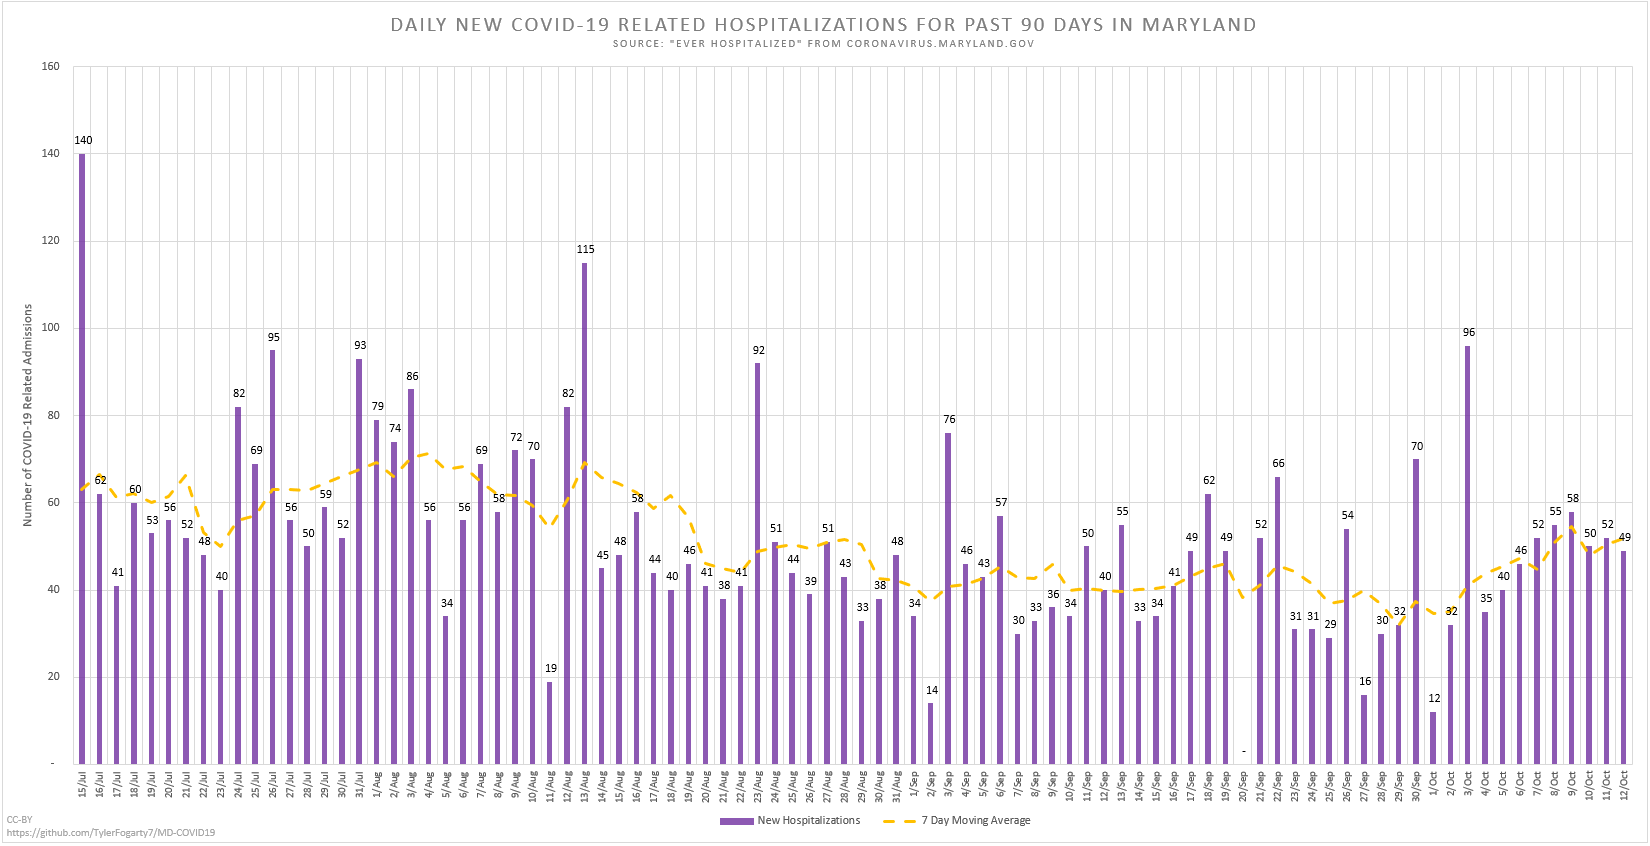 DAILY NEW COVID-19 RELATED HOSPITALIZATIONS FOR PAST 90 DAYS IN MARYLAND
SOURCE: "EVER HOSPITALIZED" FROM CORONAVIRUS.MARYLAND.GOV
Number of COVID-19 Related Admissions
160
140
120
100
80
60
40
20
-
140 62 41 60 53 56 52 48 40 82 69 95 56 50 59 52 93 79 74 86 56 34 56 69 58 72 70 19 82 115 45 48 58 44 40 46 41 38 41 92 51 44 39 51 43 33 38 48 34 14 76 46 43 57 30 33 36 34 50 40 55 33 34 41 49 62 49 - 52 66 31 31 29 54 16 30 32 70 12 32 96 35 40 46 52 55 58 50 52 49
15/Jul 16/Jul 17/Jul 18/Jul 19/Jul 20/Jul 21/Jul 22/Jul 23/Jul 24/Jul 25/Jul 26/Jul 27/Jul 28/Jul 29/Jul 30/Jul 31/Jul 1/Aug 2/Aug 3/Aug 4/Aug 5/Aug 6/Aug 7/Aug 8/Aug 9/Aug 10/Aug 11/Aug 12/Aug 13/Aug 14/Aug 15/Aug 16/Aug 17/Aug 18/Aug 19/Aug 20/Aug 21/Aug 22/Aug 23/Aug 24/Aug 25/Aug 26/Aug 27/Aug 28/Aug 29/Aug 30/Aug 31/Aug 1/Sep 2/Sep 3/Sep 4/Sep 5/Sep 6/Sep 7/Sep 8/Sep 9/Sep 10/Sep 11/Sep 12/Sep 13/Sep 14/Sep 15/Sep 16/Sep 17/Sep 18/Sep 19/Sep 20/Sep 21/Sep 22/Sep 23/Sep 24/Sep 25/Sep 26/Sep 27/Sep 28/Sep 29/Sep 30/Sep 1/Oct 2/Oct 3/Oct 4/Oct 5/Oct 6/Oct 7/Oct 8/Oct 9/Oct 10/Oct 11/Oct 12/Oct
New Hospitalizations 7 Day Moving Average
CC-BY
https://github.com/TylerFogarty7/MD-COVID19